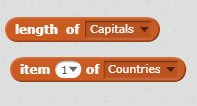 length of Capitals
item 1 of Countries